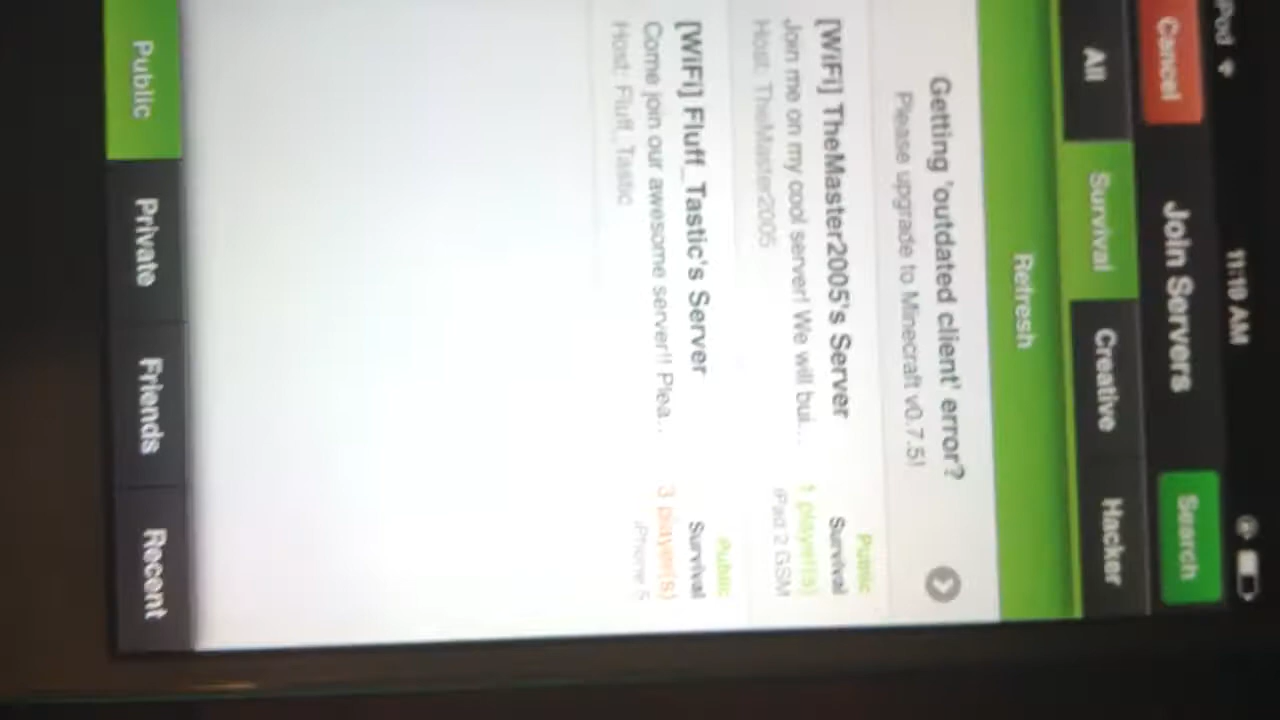 iPod 11:10 AM
Cancel Join Servers Search
All Survival Creative Hacker
Refresh
Getting 'outdated client' error?
Please upgrade to Minecraft v0.7.5!
Public
[WiFi] TheMaster2005's Server Survival
Join me on my cool server! We will bui... 1 player(s)
Host: TheMaster2005 iPad 2 GSM
Public
[WiFi] Fluff_Tastic's Server Survival
Come join our awesome server!! Plea... 3 player(s)
Host: Fluff_Tastic iPhone 5
Public Private Friends Recent